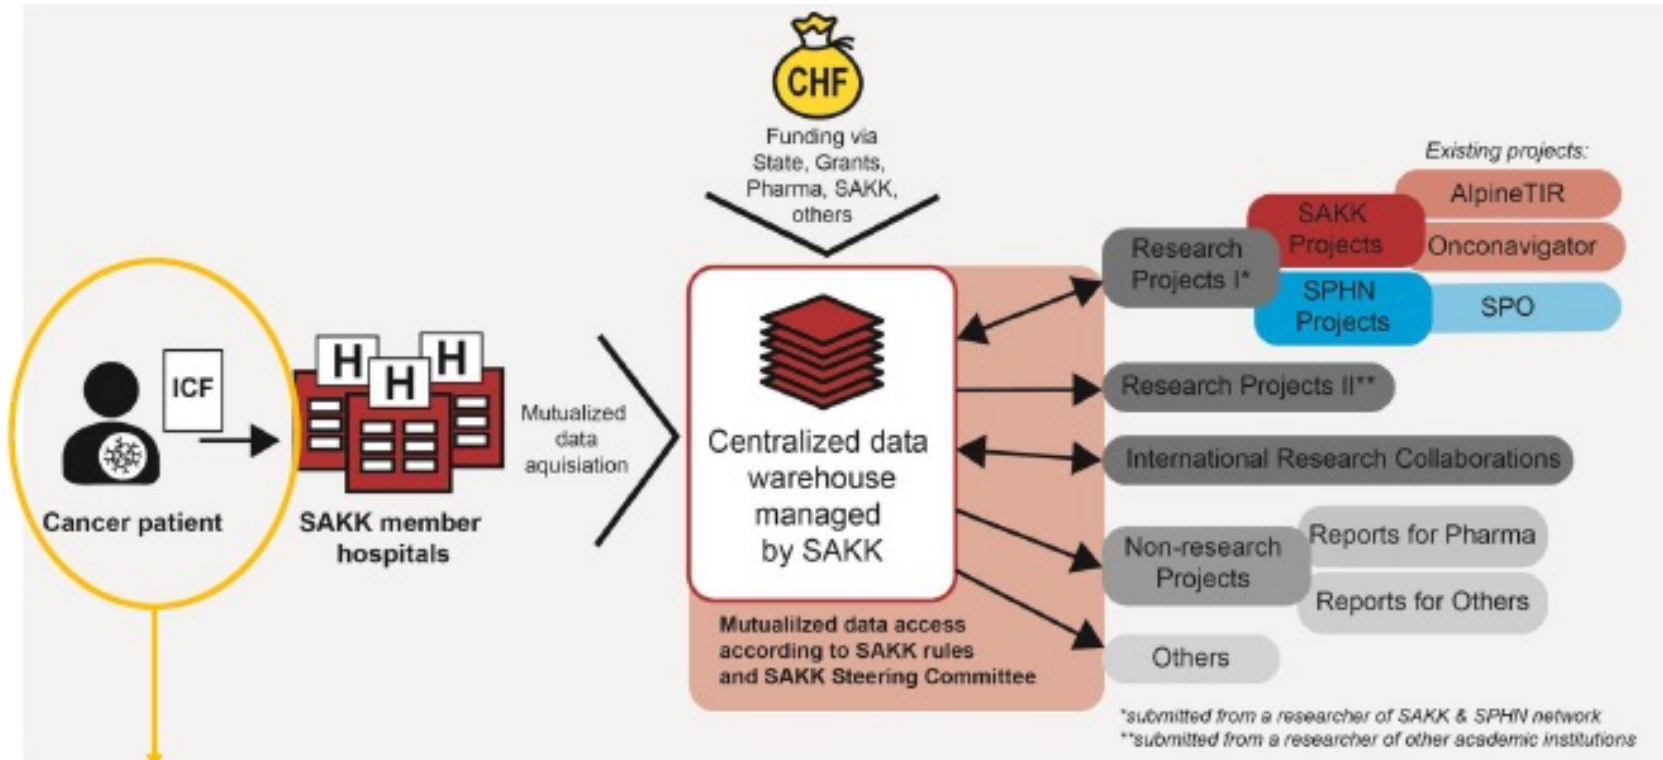 CHF
Funding via
State, Grants,
Pharma, SAKK,
others
ICF
Cancer patient
H
H
H
SAKK member
hospitals
Mutualized
data
aquisiation
Centralized data
warehouse
managed
by SAKK
Mutualilzed data access
according to SAKK rules
and SAKK Steering Committee
Existing projects:
Research
Projects I*
SAKK
Projects
AlpineTIR
Onconavigator
SPHN
Projects
SPO
Research Projects II**
International Research Collaborations
Non-research
Projects
Reports for Pharma
Reports for Others
Others
*submitted from a researcher of SAKK & SPHN network
**submitted from a researcher of other academic institutions